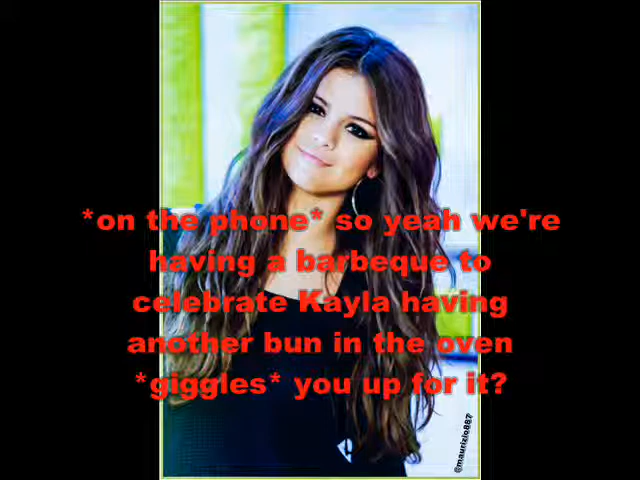 *on the phone* so yeah we're
having a barbeque to
celebrate Kayla having
another bun in the oven
*giggles* you up for it?
@maurizio887